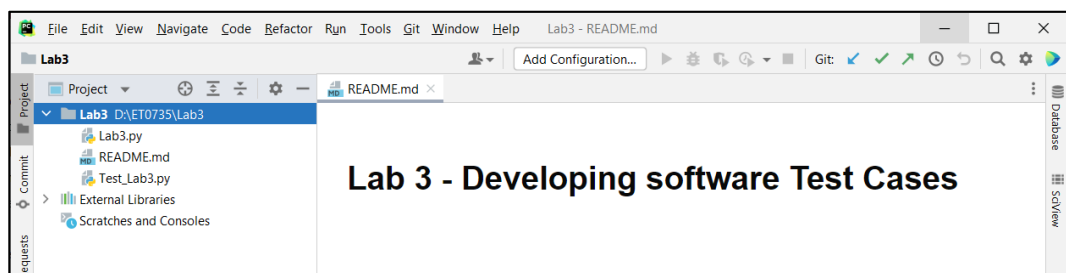 PC File Edit View Navigate Code Refactor Run Tools Git Window Help Lab3 - README.md
Lab3 Add Configuration... Git:
Project Project README.md
Lab3 D:\ET0735\Lab3
Lab3.py
MD README.md
Test_Lab3.py
External Libraries
Scratches and Consoles
Commit
equests
Lab 3 - Developing software Test Cases
Database
SciView